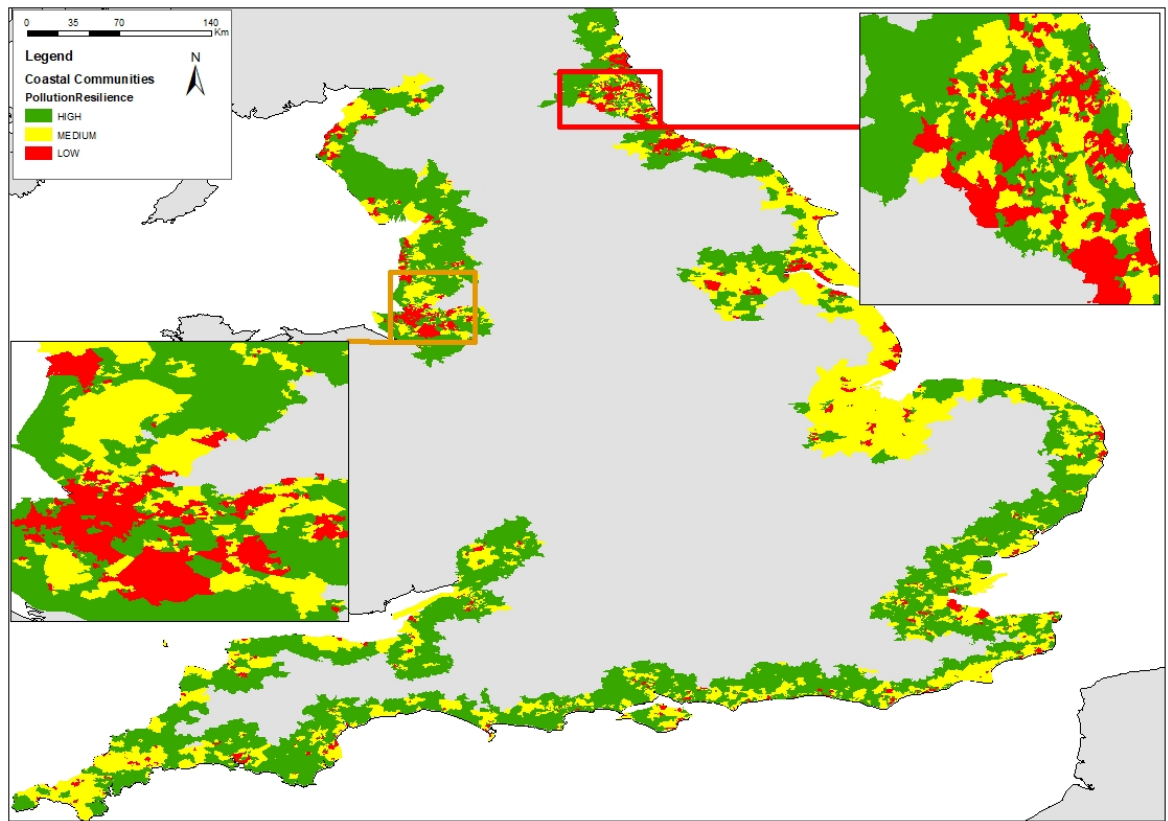 0 35 70 140
Km
Legend
N
Coastal Communities
PollutionResilience
HIGH
MEDIUM
LOW